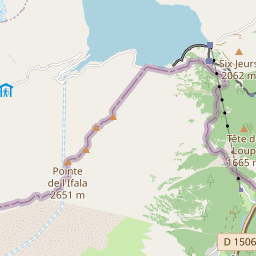 Six Jeurs
2062 m
Tête d
Loup
1665 m
Pointe
de l'Ifala
2651 m
D 1506